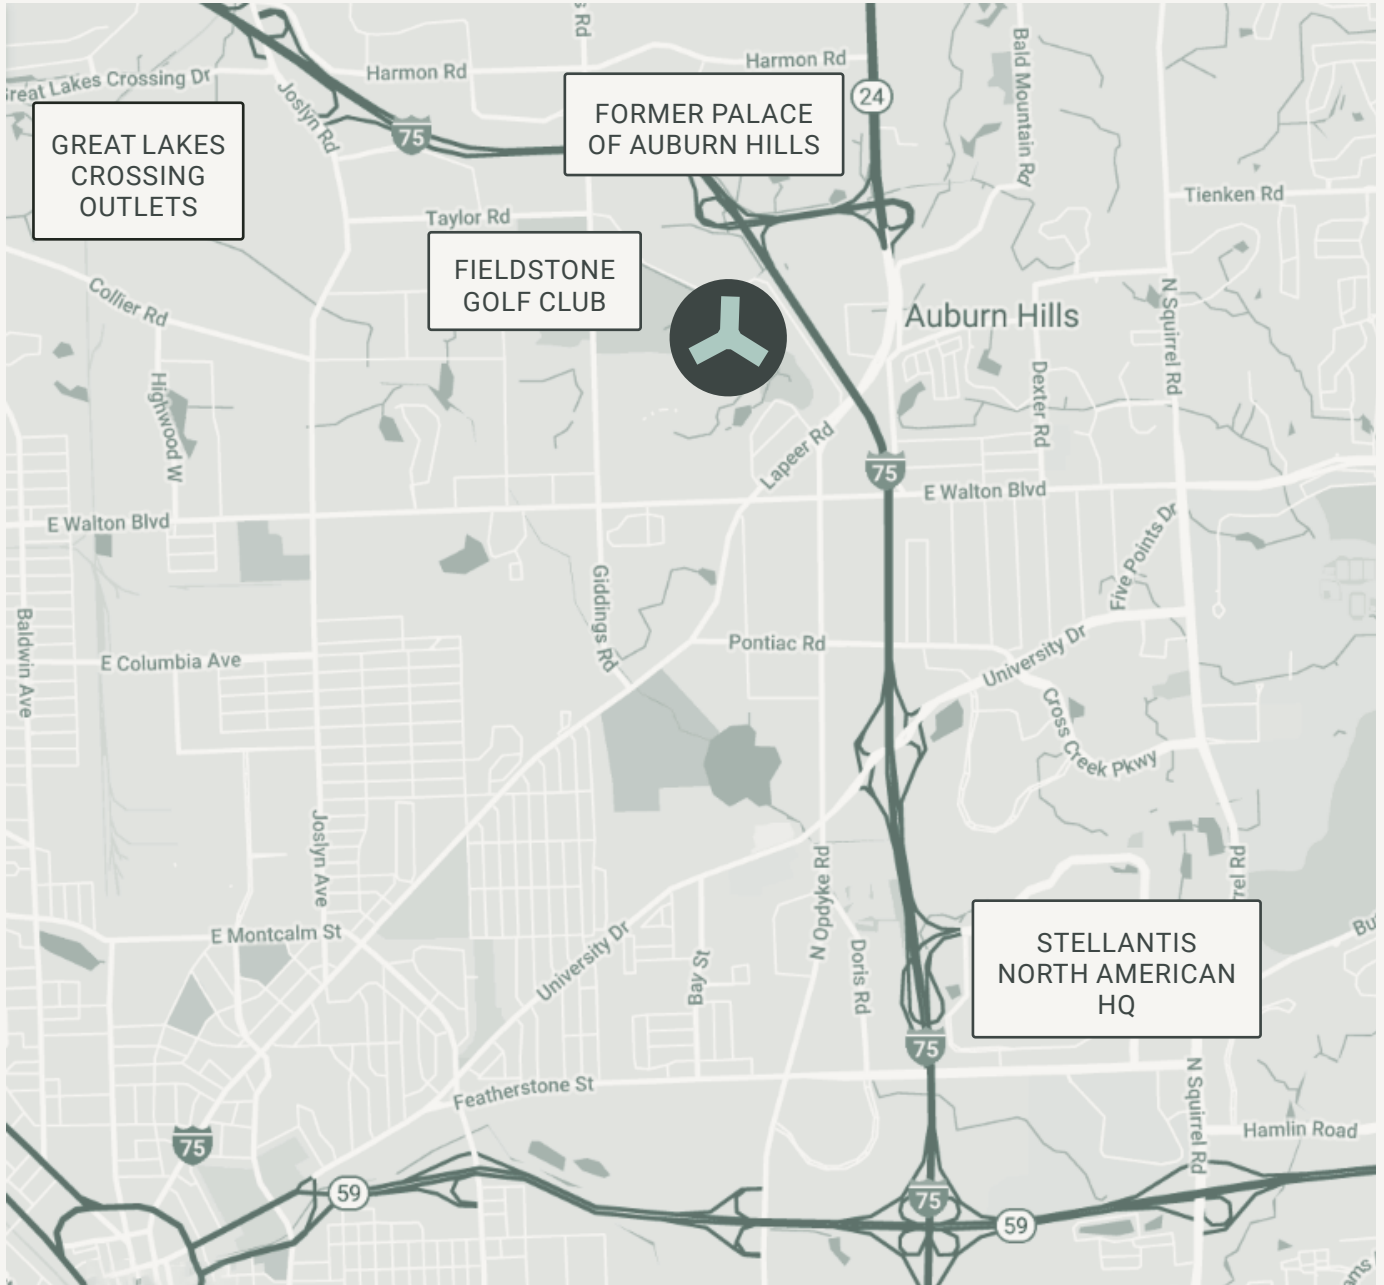 s Rd
Harmon Rd
Harmon Rd
Great Lakes Crossing Dr
Joslyn Rd
75
24
Bald Mountain Rd
FORMER PALACE
OF AUBURN HILLS
GREAT LAKES
CROSSING
OUTLETS
Tienken Rd
Taylor Rd
FIELDSTONE
GOLF CLUB
Collier Rd
Auburn Hills
N Squirrel Rd
Highwood W
Dexter Rd
Lapeer Rd
75
E Walton Blvd
E Walton Blvd
Five Points Dr
Giddings Rd
Baldwin Ave
E Columbia Ave
Pontiac Rd
University Dr
Cross Creek Pkwy
Joslyn Ave
N Opdyke Rd
rrel Rd
E Montcalm St
University Dr
Bay St
Doris Rd
Bu
STELLANTIS
NORTH AMERICAN
HQ
75
Featherstone St
N Squirrel Rd
Hamlin Road
75
59
75
59
ams